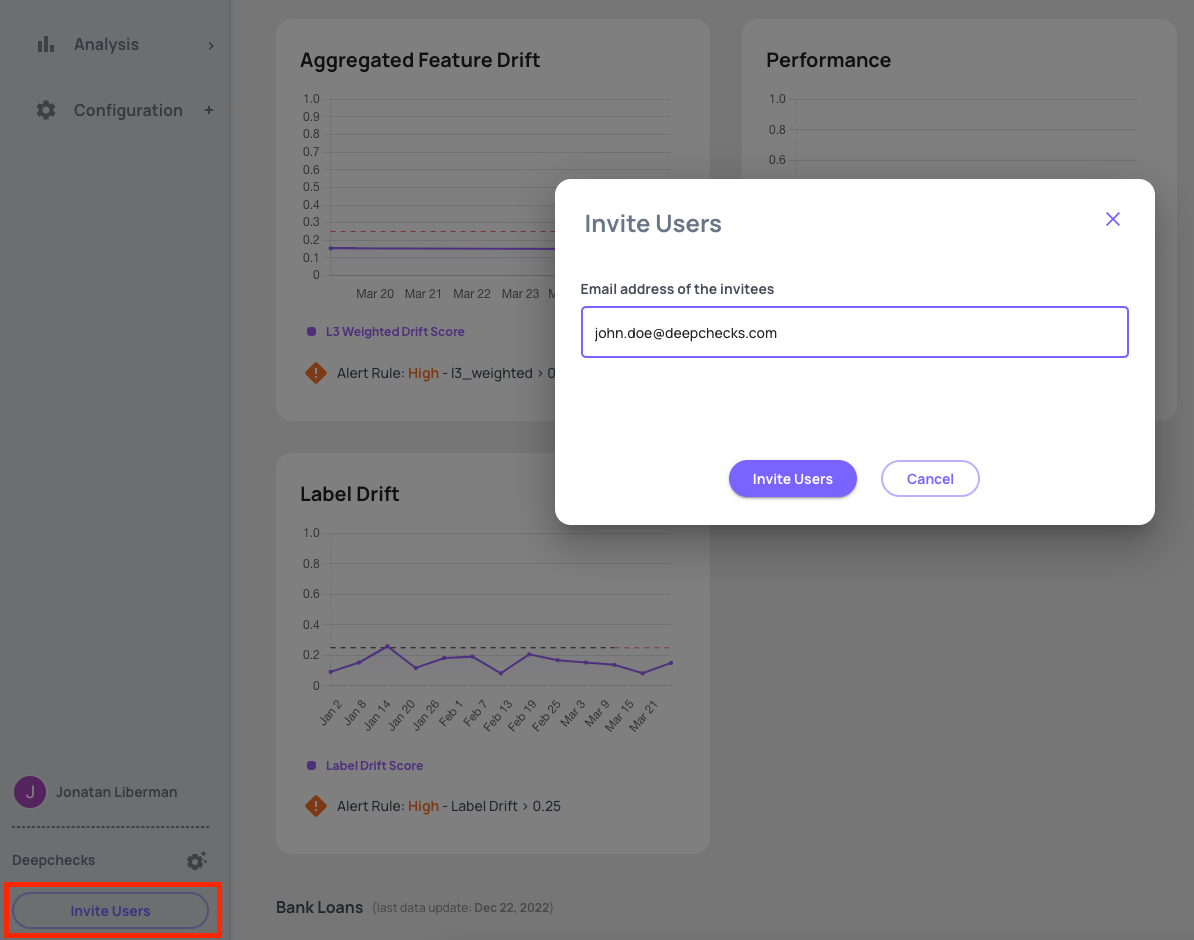 Analysis
Configuration +
Aggregated Feature Drift
1.0
0.9
0.8
0.7
0.6
0.5
0.4
0.3
0.2
0.1
0
Mar 20 Mar 21 Mar 22 Mar 23
L3 Weighted Drift Score
Alert Rule: High - l3_weighted > 0
Performance
1.0
0.8
0.6
Invite Users
Email address of the invitees
john.doe@deepchecks.com
Invite Users
Cancel
Label Drift
1.0
0.8
0.6
0.4
0.2
0
Jan 2 Jan 8 Jan 14 Jan 20 Jan 26 Feb 1 Feb 7 Feb 13 Feb 19 Feb 25 Mar 3 Mar 9 Mar 15 Mar 21
Label Drift Score
Alert Rule: High - Label Drift > 0.25
J Jonatan Liberman
Deepchecks
Invite Users
Bank Loans (last data update: Dec 22, 2022)